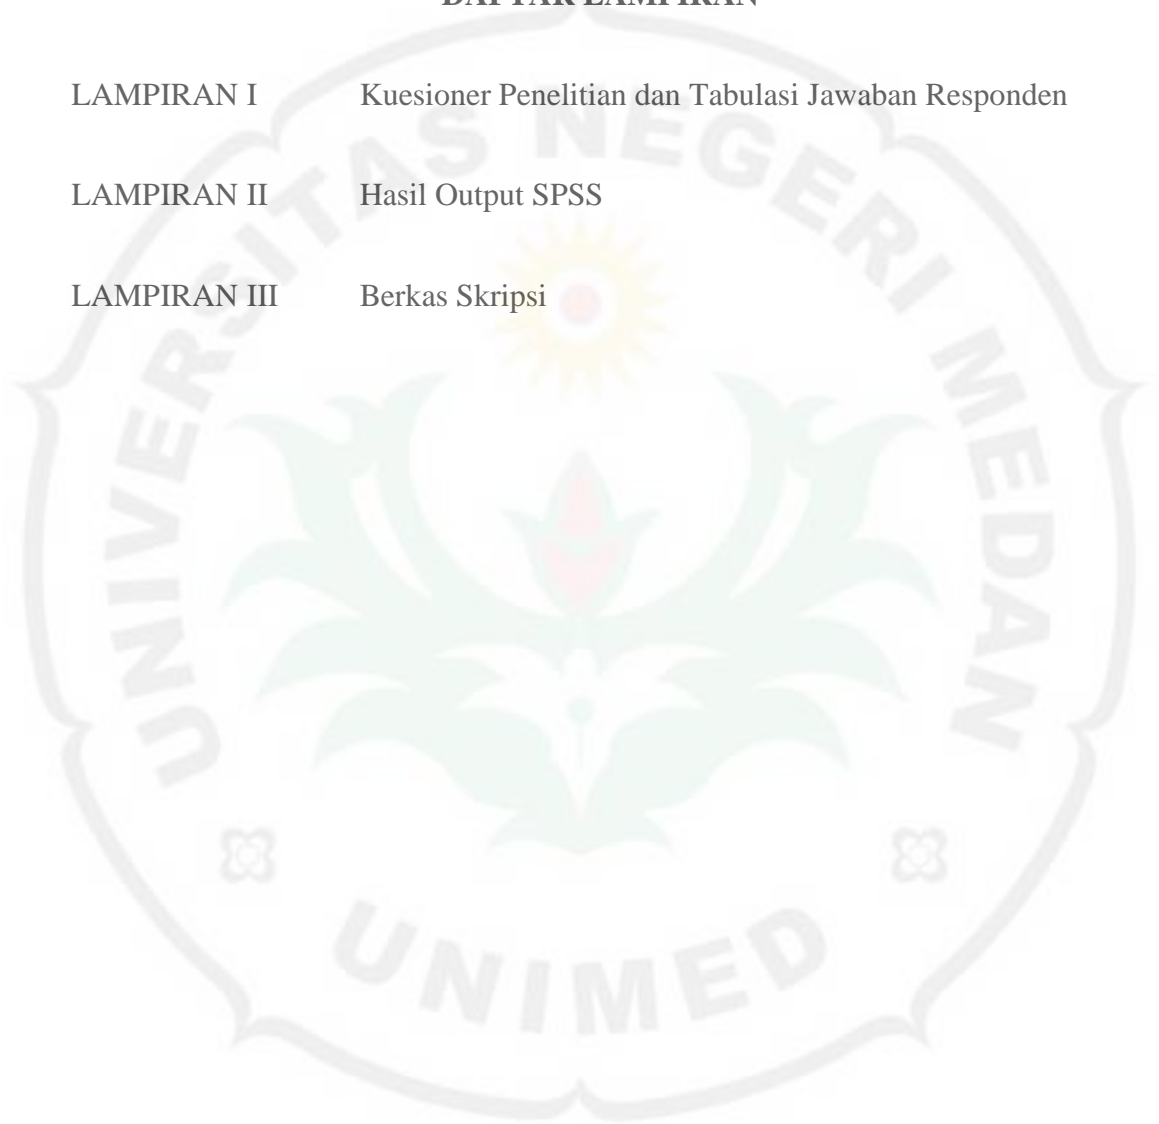 DAFTAR LAMPIRAN
LAMPIRAN I Kuesioner Penelitian dan Tabulasi Jawaban Responden
LAMPIRAN II Hasil Output SPSS
LAMPIRAN III Berkas Skripsi
UNIVERSITAS NEGERI MEDAN
UNIMED